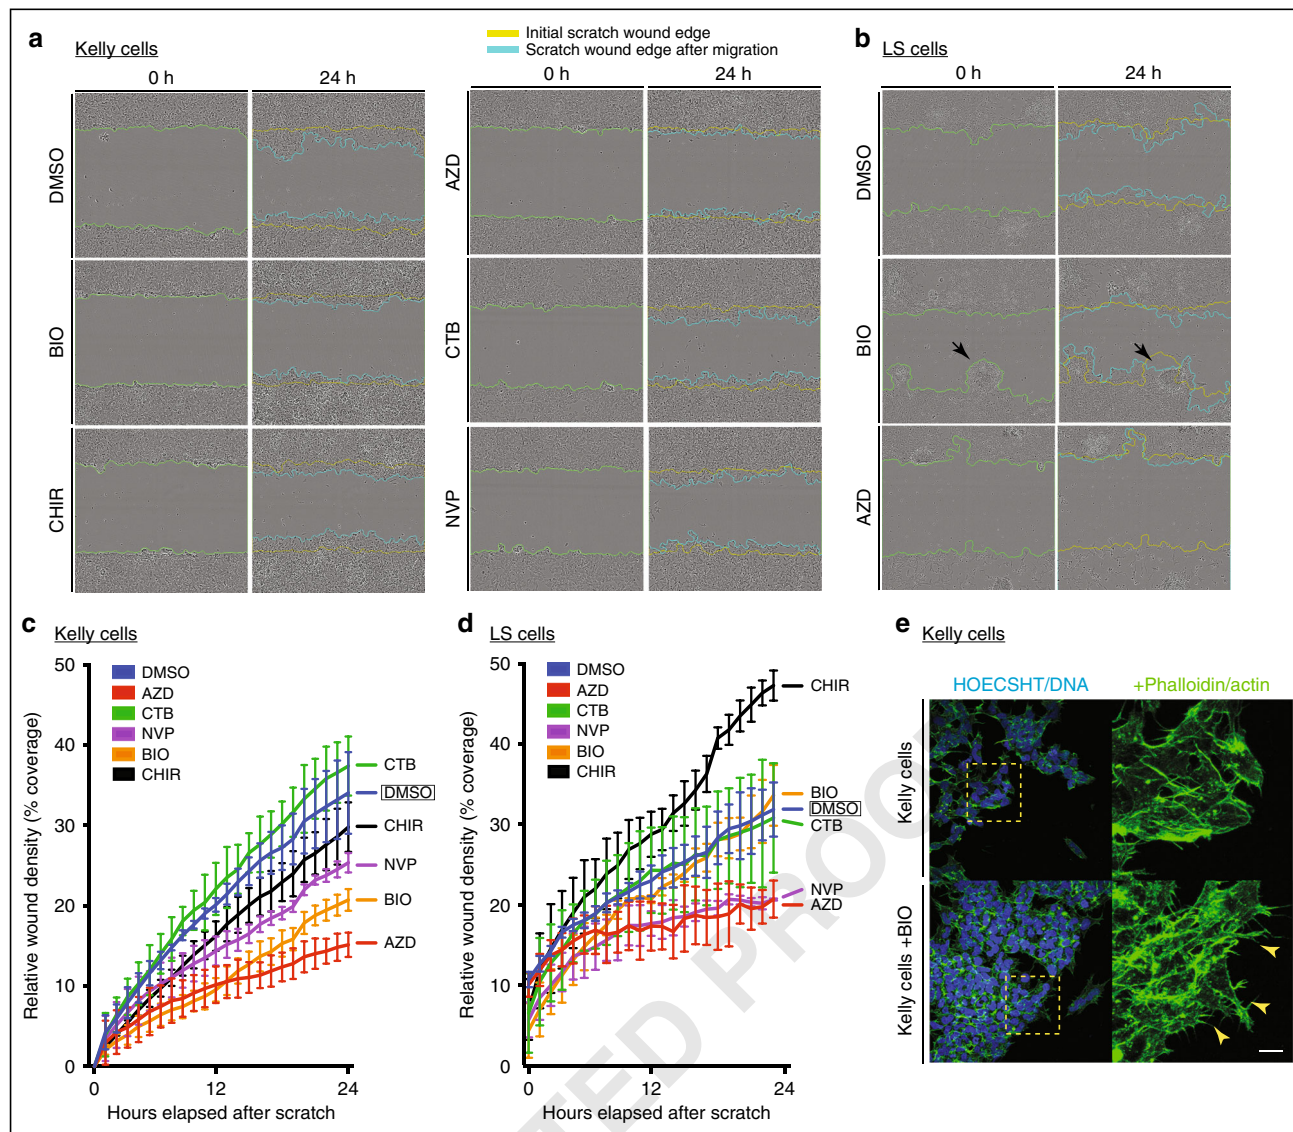 a
Kelly cells
Initial scratch wound edge
Scratch wound edge after migration
b
LS cells
0 h
24 h
0 h
24 h
0 h
24 h
DMSO
BIO
CHIR
AZD
CTB
NVP
DMSO
BIO
AZD
c
Kelly cells
Relative wound density (% coverage)
50
40
30
20
10
0
DMSO
AZD
CTB
NVP
BIO
CHIR
CTB
DMSO
CHIR
NVP
BIO
AZD
0
12
24
Hours elapsed after scratch
d
LS cells
Relative wound density (% coverage)
50
40
30
20
10
0
DMSO
AZD
CTB
NVP
BIO
CHIR
CHIR
BIO
DMSO
CTB
NVP
AZD
0
12
24
Hours elapsed after scratch
e
Kelly cells
HOECSHT/DNA
+Phalloidin/actin
Kelly cells
Kelly cells +BIO